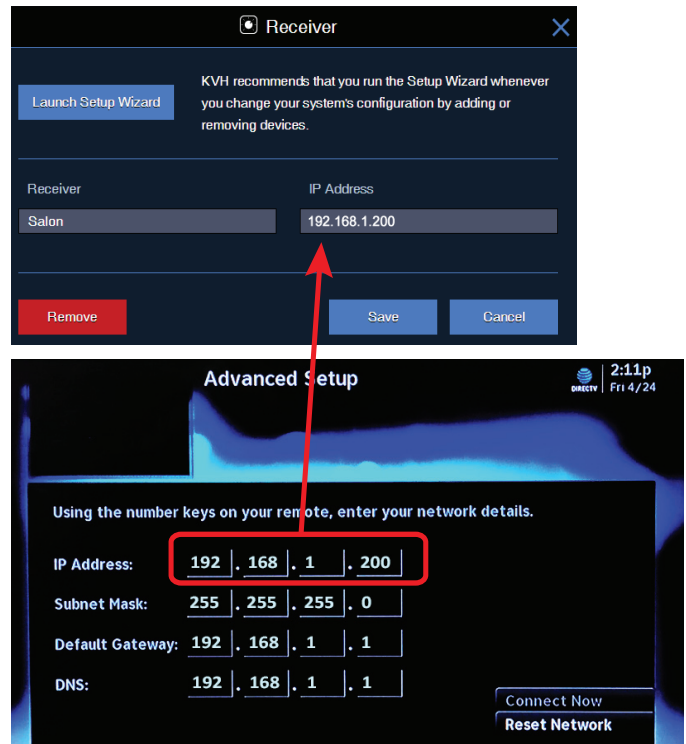 Receiver
Launch Setup Wizard
KVH recommends that you run the Setup Wizard whenever
you change your system's configuration by adding or
removing devices.
Receiver
IP Address
Salon
192.168.1.200
Remove
Save
Cancel
Advanced Setup
DIRECTV
2:11p
Fri 4/24
Using the number keys on your remote, enter your network details.
IP Address: 192 . 168 . 1 . 200
Subnet Mask: 255 . 255 . 255 . 0
Default Gateway: 192 . 168 . 1 . 1
DNS: 192 . 168 . 1 . 1
Connect Now
Reset Network